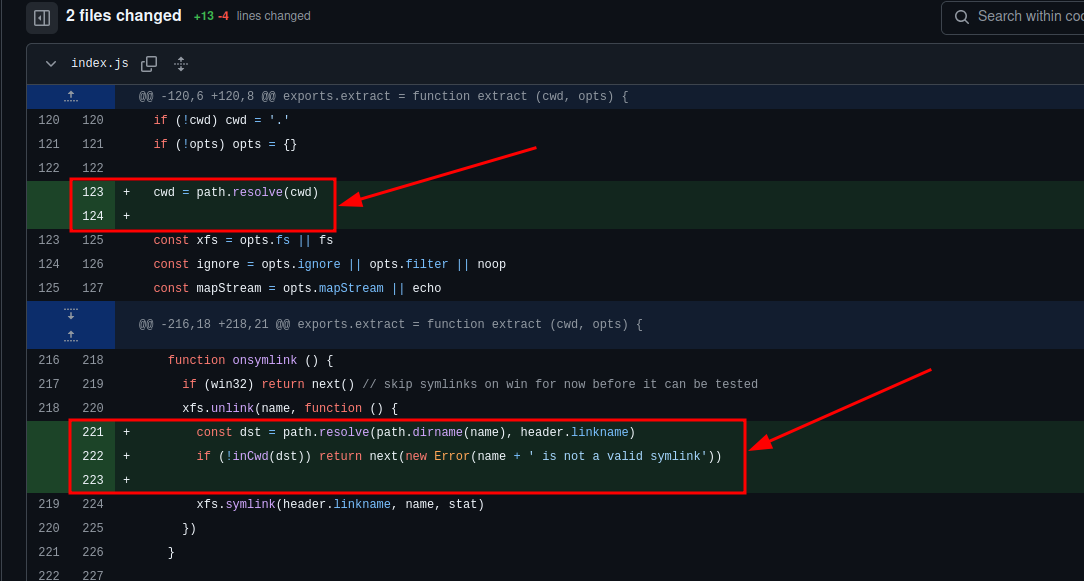 2 files changed +13 -4 lines changed
Search within
index.js
@@ -120,6 +120,8 @@ exports.extract = function extract (cwd, opts) {
120 120 if (!cwd) cwd = '.'
121 121 if (!opts) opts = {}
122 122
123 + cwd = path.resolve(cwd)
124 +
123 125 const xfs = opts.fs || fs
124 126 const ignore = opts.ignore || opts.filter || noop
125 127 const mapStream = opts.mapStream || echo
@@ -216,18 +218,21 @@ exports.extract = function extract (cwd, opts) {
216 218 function onsymlink () {
217 219 if (win32) return next() // skip symlinks on win for now before it can be tested
218 220 xfs.unlink(name, function () {
221 + const dst = path.resolve(path.dirname(name), header.linkname)
222 + if (!inCwd(dst)) return next(new Error(name + ' is not a valid symlink'))
223 +
219 224 xfs.symlink(header.linkname, name, stat)
220 225 })
221 226 }
222 227